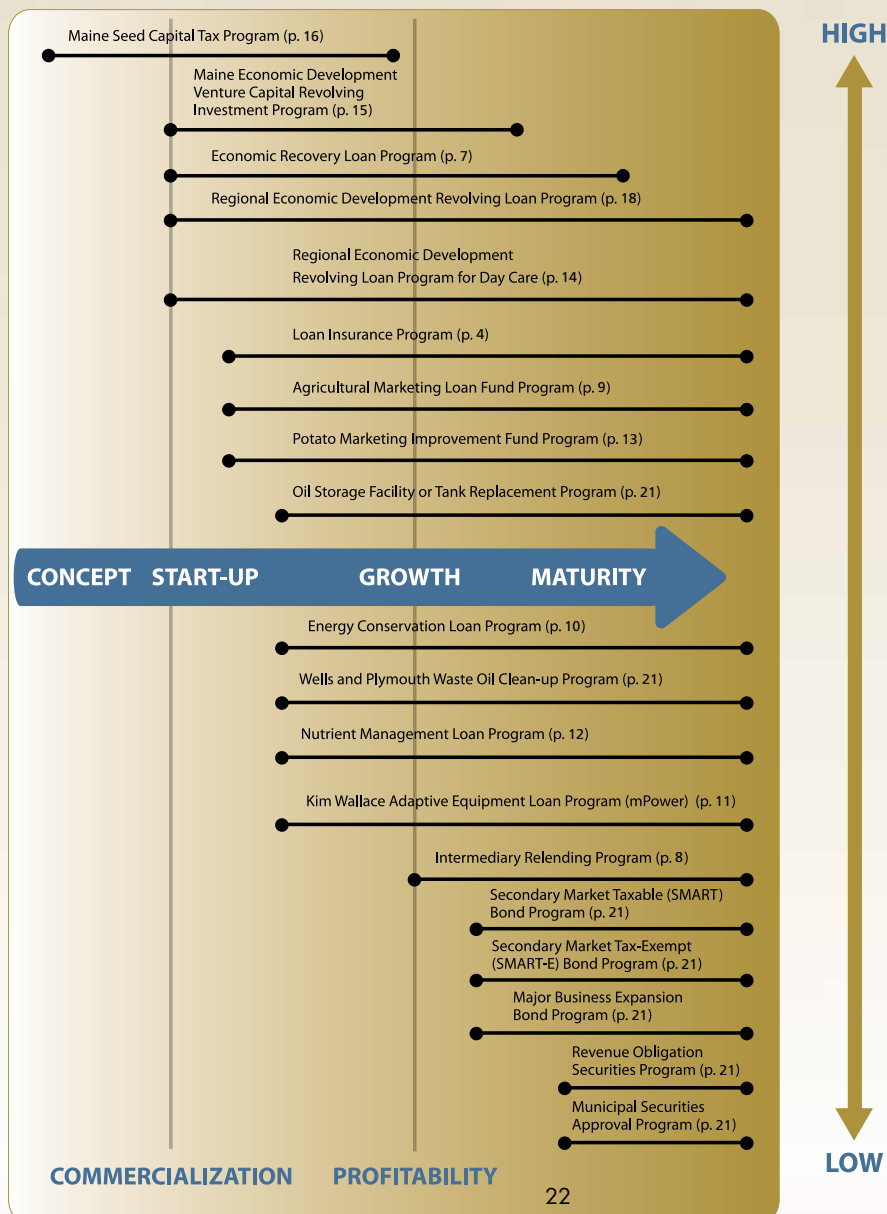 HIGH
Maine Seed Capital Tax Program (p. 16)
Maine Economic Development
Venture Capital Revolving
Investment Program (p. 15)
Economic Recovery Loan Program (p. 7)
Regional Economic Development Revolving Loan Program (p. 18)
Regional Economic Development
Revolving Loan Program for Day Care (p. 14)
Loan Insurance Program (p. 4)
Agricultural Marketing Loan Fund Program (p. 9)
Potato Marketing Improvement Fund Program (p. 13)
Oil Storage Facility or Tank Replacement Program (p. 21)
CONCEPT START-UP GROWTH MATURITY
Energy Conservation Loan Program (p. 10)
Wells and Plymouth Waste Oil Clean-up Program (p. 21)
Nutrient Management Loan Program (p. 12)
Kim Wallace Adaptive Equipment Loan Program (mPower) (p. 11)
Intermediary Relending Program (p. 8)
Secondary Market Taxable (SMART)
Bond Program (p. 21)
Secondary Market Tax-Exempt
(SMART-E) Bond Program (p. 21)
Major Business Expansion
Bond Program (p. 21)
Revenue Obligation
Securities Program (p. 21)
Municipal Securities
Approval Program (p. 21)
LOW
COMMERCIALIZATION PROFITABILITY
22